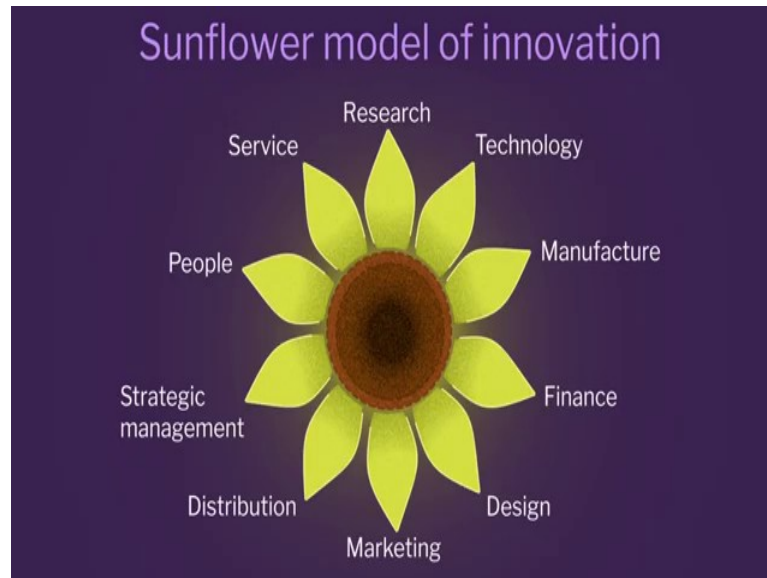 Sunflower model of innovation
Research
Service
Technology
People
Manufacture
Strategic
management
Finance
Distribution
Design
Marketing